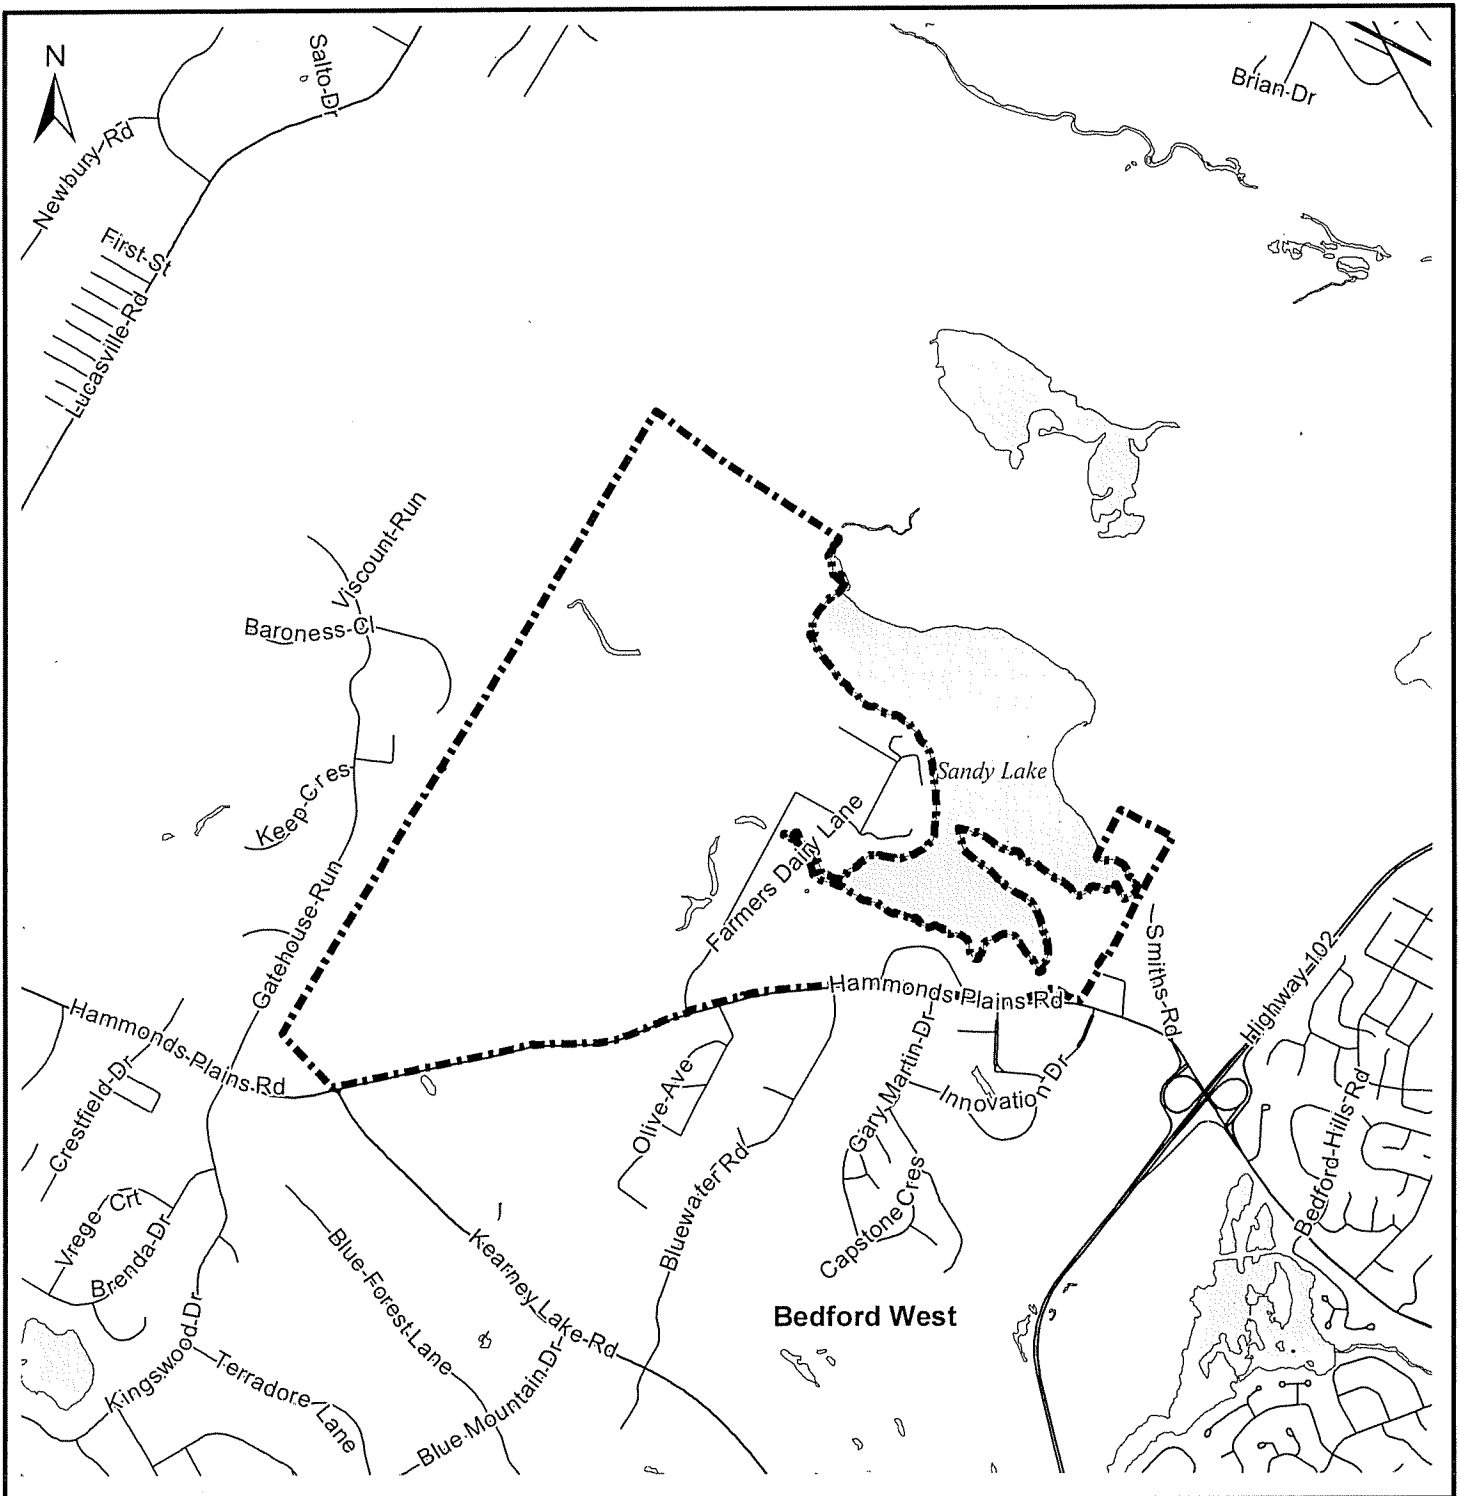 N
Salto-Dr
Brian-Dr
Newbury-Rd
First-St
Lucasville-Rd
Viscount-Run
Baroness-Cl
Sandy Lake
Keep-Cres
Farmers Dairy Lane
Gatehouse-Run
Smiths-Rd
Highway-102
Hammonds-Plains-Rd
Hammonds-Plains-Rd
Crestfield-Dr
Olive-Ave
Gary Martin-Dr
Innovation Dr
Bedford-Hills-Rd
Bluewater Rd
Capstone Cres
Virege Crt
Brenda-Dr
Blue-Forest-Lane
Kearney Lake-Rd
Bedford West
Kingswood-Dr
Terradore Lane
Blue-Mountain-Dr